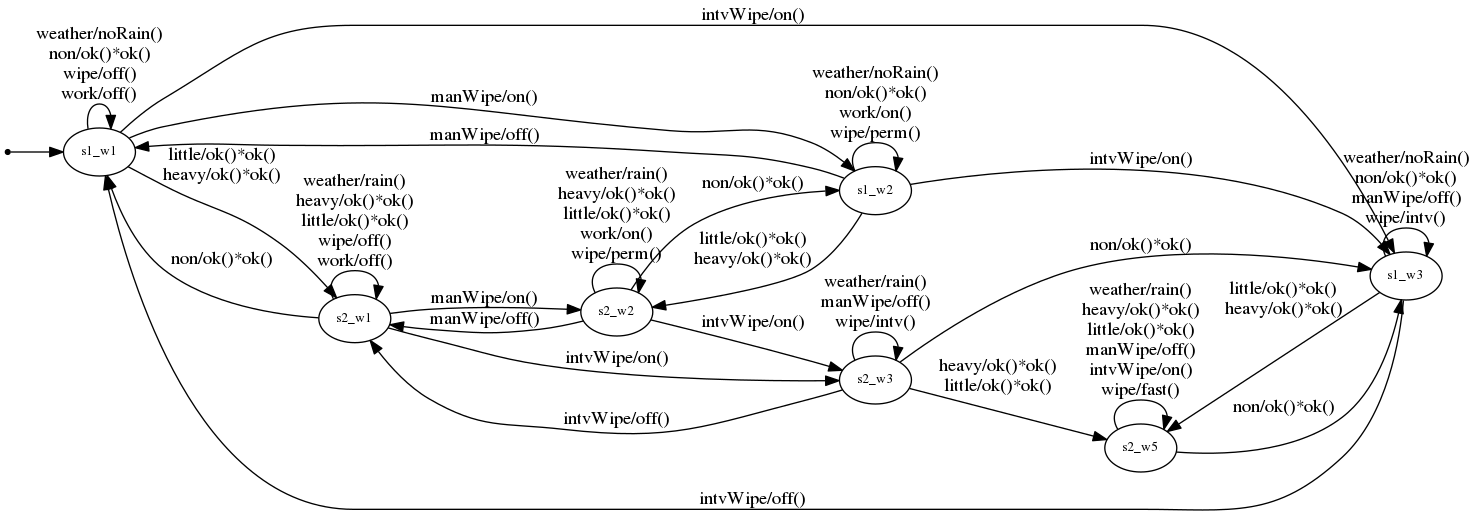 intvWipe/on()
weather/noRain()
non/ok()*ok()
wipe/off()
work/off()
s1_w1
manWipe/on()
manWipe/off()
little/ok()*ok()
heavy/ok()*ok()
weather/noRain()
non/ok()*ok()
work/on()
wipe/perm()
s1_w2
intvWipe/on()
weather/noRain()
non/ok()*ok()
manWipe/off()
wipe/intv()
s1_w3
weather/rain()
heavy/ok()*ok()
little/ok()*ok()
wipe/off()
work/off()
s2_w1
non/ok()*ok()
weather/rain()
heavy/ok()*ok()
little/ok()*ok()
work/on()
wipe/perm()
s2_w2
non/ok()*ok()
little/ok()*ok()
heavy/ok()*ok()
manWipe/on()
manWipe/off()
intvWipe/on()
intvWipe/on()
intvWipe/off()
weather/rain()
manWipe/off()
wipe/intv()
s2_w3
non/ok()*ok()
heavy/ok()*ok()
little/ok()*ok()
weather/rain()
heavy/ok()*ok()
little/ok()*ok()
manWipe/off()
intvWipe/on()
wipe/fast()
s2_w5
little/ok()*ok()
heavy/ok()*ok()
non/ok()*ok()
intvWipe/off()